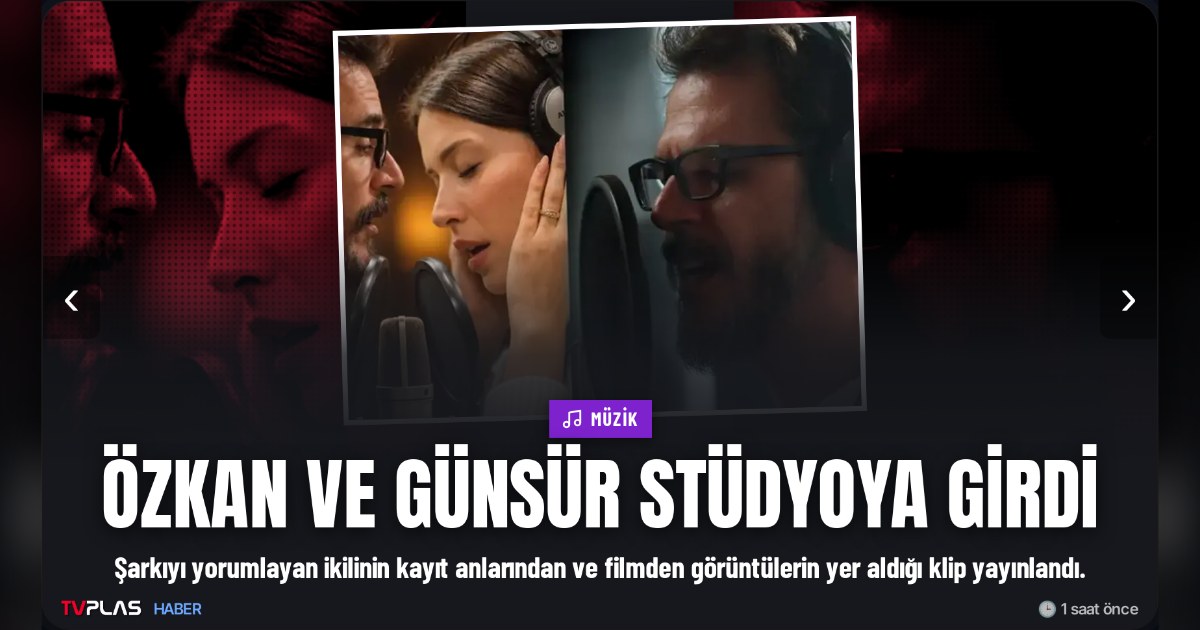 MÜZİK
ÖZKAN VE GÜNSÜR STÜDYOYA GİRDİ
Şarkıyı yorumlayan ikilinin kayıt anlarından ve filmden görüntülerin yer aldığı klip yayınlandı.
TVPLAS HABER
1 saat önce